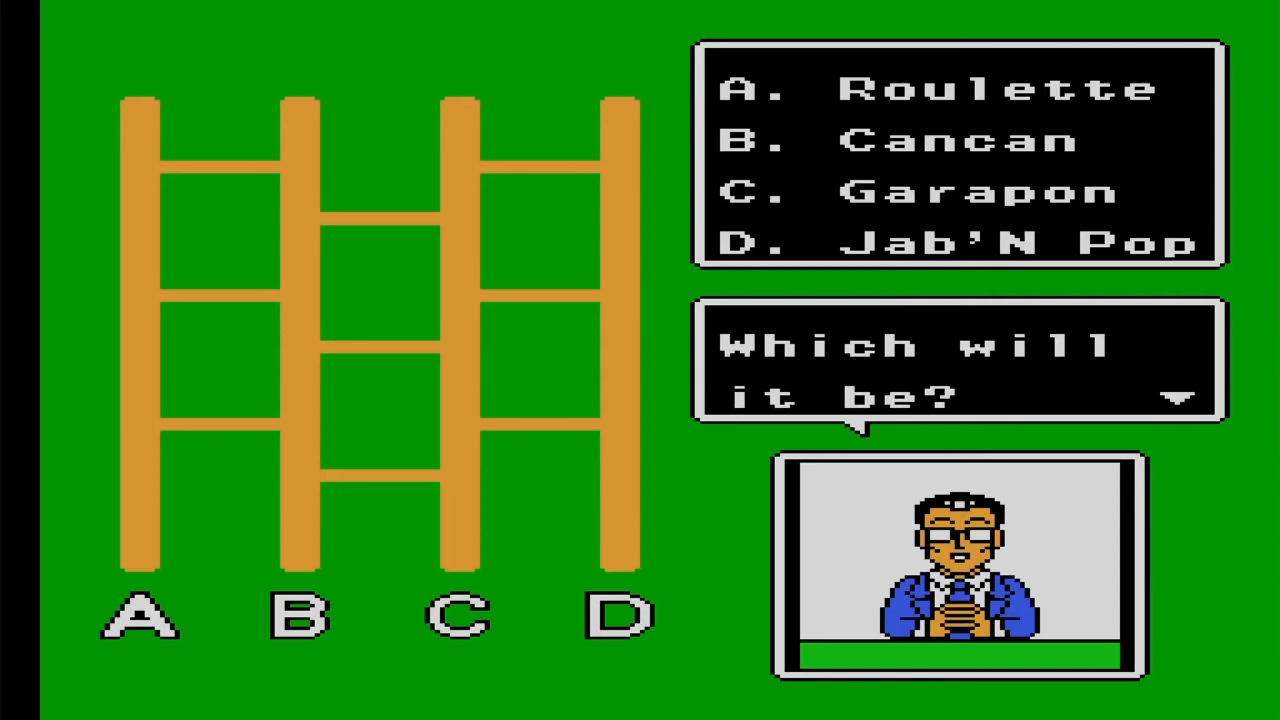 A. Roulette
B. Cancan
C. Garapon
D. Jab'N Pop
Which will
it be?
A B C D